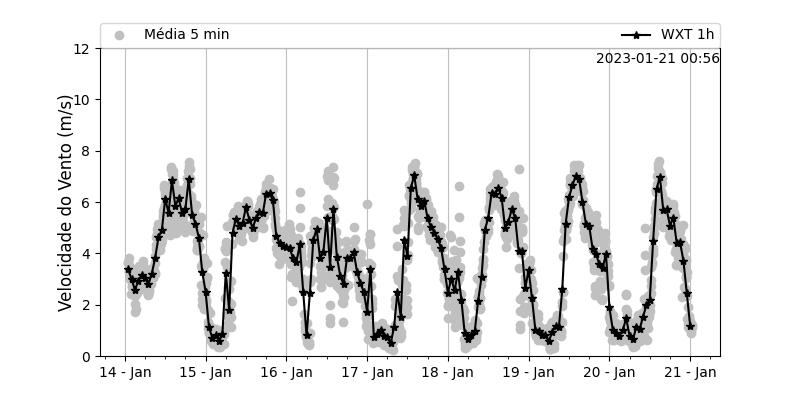 Média 5 min
WXT 1h
2023-01-21 00:56
Velocidade do Vento (m/s)
12
10
8
6
4
2
0
14 - Jan
15 - Jan
16 - Jan
17 - Jan
18 - Jan
19 - Jan
20 - Jan
21 - Jan